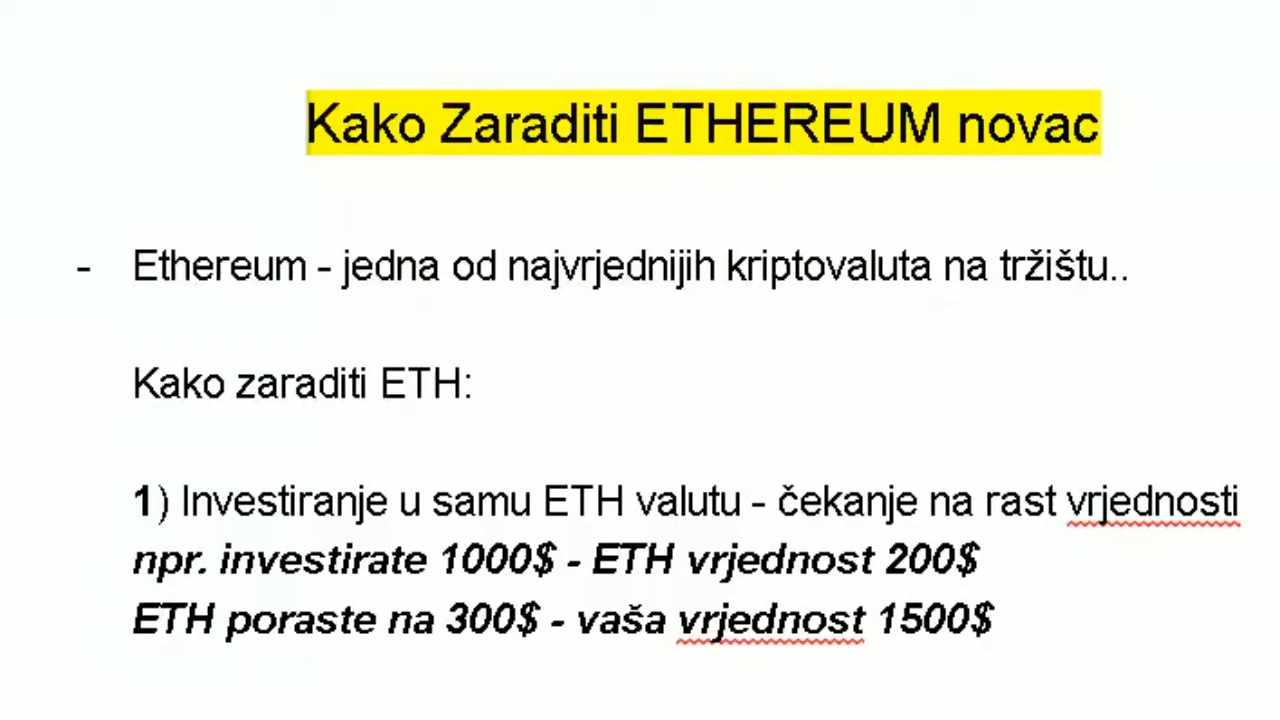 Kako Zaraditi ETHEREUM novac
- Ethereum - jedna od najvrjednijih kriptovaluta na tržištu..
Kako zaraditi ETH:
1) Investiranje u samu ETH valutu - čekanje na rast vrjednosti
npr. investirate 1000$ - ETH vrjednost 200$
ETH poraste na 300$ - vaša vrjednost 1500$